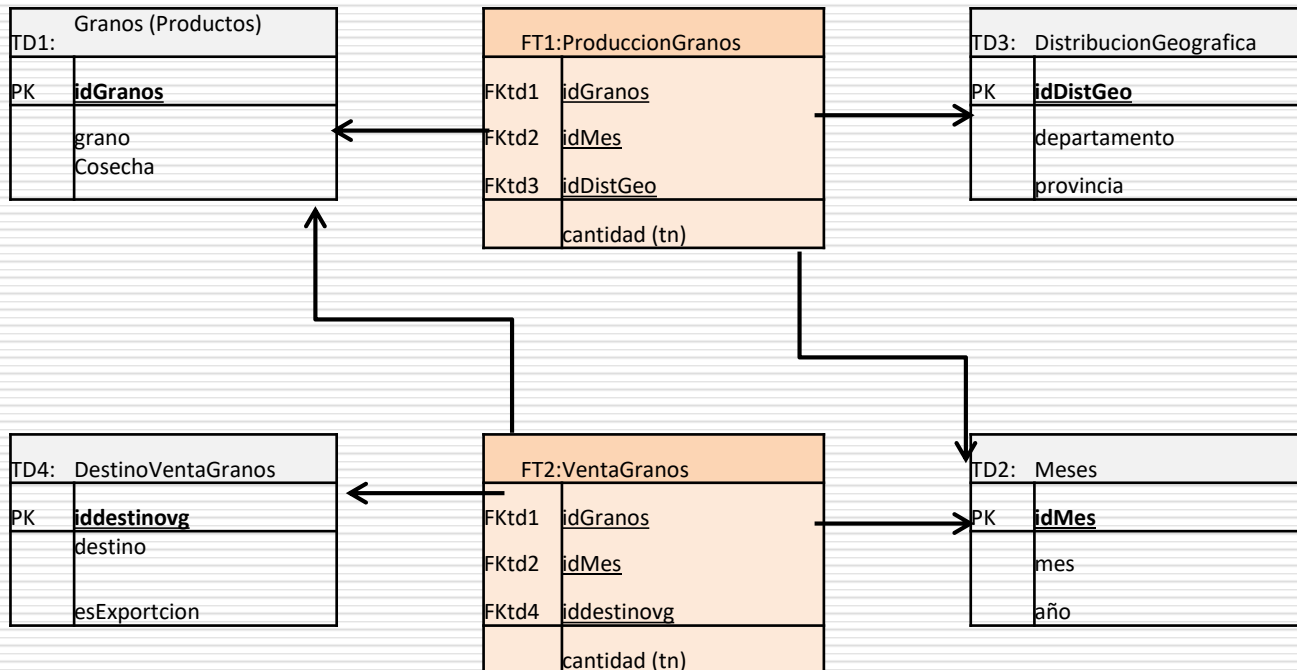 TD1: Granos (Productos)
PK idGranos
grano
Cosecha
FT1:ProduccionGranos
FKtd1 idGranos
FKtd2 idMes
FKtd3 idDistGeo
cantidad (tn)
TD3: DistribucionGeografica
PK idDistGeo
departamento
provincia
TD4: DestinoVentaGranos
PK iddestinovg
destino
esExportcion
FT2:VentaGranos
FKtd1 idGranos
FKtd2 idMes
FKtd4 iddestinovg
cantidad (tn)
TD2: Meses
PK idMes
mes
año